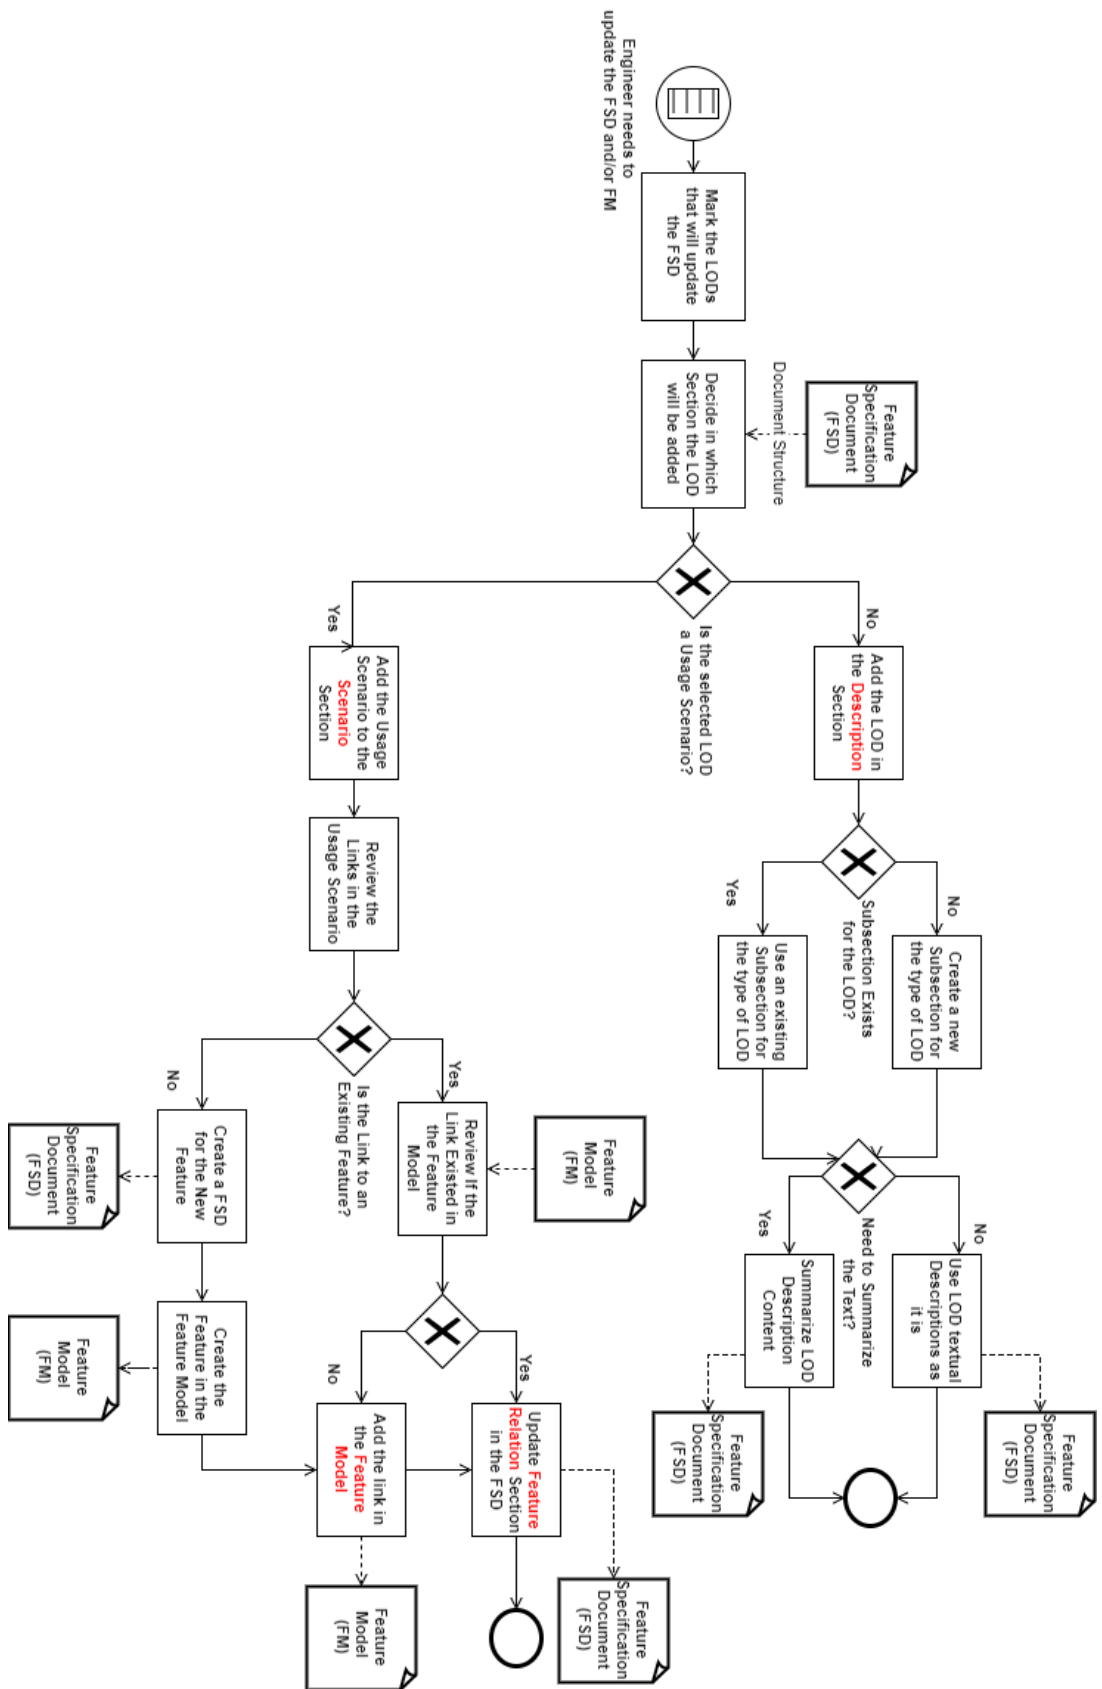 Engineer needs to
update the FSD and/or FM
Mark the LODs
that will update
the FSD
Feature
Specification
Document
(FSD)
Document Structure
Decide in which
Section the LOD
will be added
Is the selected LOD
a Usage Scenario?
No
Add the LOD in
the Description
Section
Subsection Exists
for the LOD?
No
Create a new
Subsection for
the type of LOD
Yes
Use an existing
Subsection for
the type of LOD
Need to Summarize
the Text?
No
Use LOD textual
Descriptions as
it is
Feature
Specification
Document
(FSD)
Yes
Summarize LOD
Description
Content
Feature
Specification
Document
(FSD)
Yes
Add the Usage
Scenario to the
Scenario
Section
Review the
Links in the
Usage Scenario
Is the Link to an
Existing Feature?
Yes
Review If the
Link Existed in
the Feature
Model
Feature
Model
(FM)
Yes
Update Feature
Relation Section
in the FSD
Feature
Specification
Document
(FSD)
No
Add the link in
the Feature
Model
Feature
Model
(FM)
No
Create a FSD
for the New
Feature
Feature
Specification
Document
(FSD)
Create the
Feature in the
Feature Model
Feature
Model
(FM)